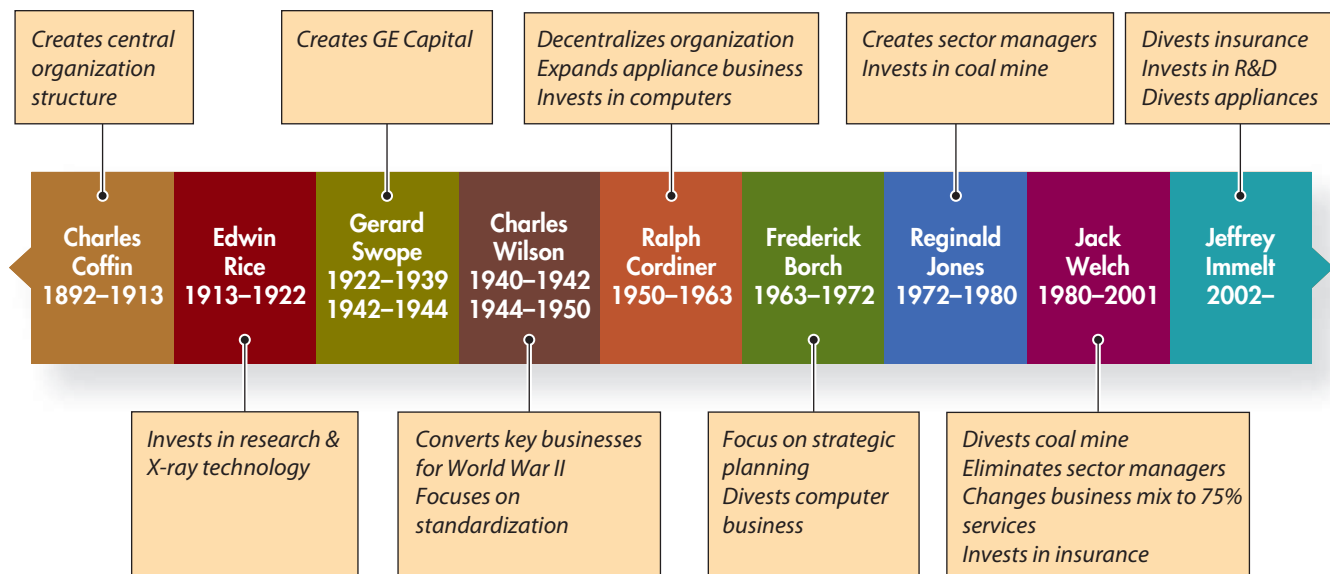 Creates central
organization
structure
Creates GE Capital
Decentralizes organization
Expands appliance business
Invests in computers
Creates sector managers
Invests in coal mine
Divests insurance
Invests in R&D
Divests appliances
Charles
Coffin
1892–1913
Edwin
Rice
1913–1922
Gerard
Swope
1922–1939
1942–1944
Charles
Wilson
1940–1942
1944–1950
Ralph
Cordiner
1950–1963
Frederick
Borch
1963–1972
Reginald
Jones
1972–1980
Jack
Welch
1980–2001
Jeffrey
Immelt
2002–
Invests in research &
X-ray technology
Converts key businesses
for World War II
Focuses on
standardization
Focus on strategic
planning
Divests computer
business
Divests coal mine
Eliminates sector managers
Changes business mix to 75%
services
Invests in insurance